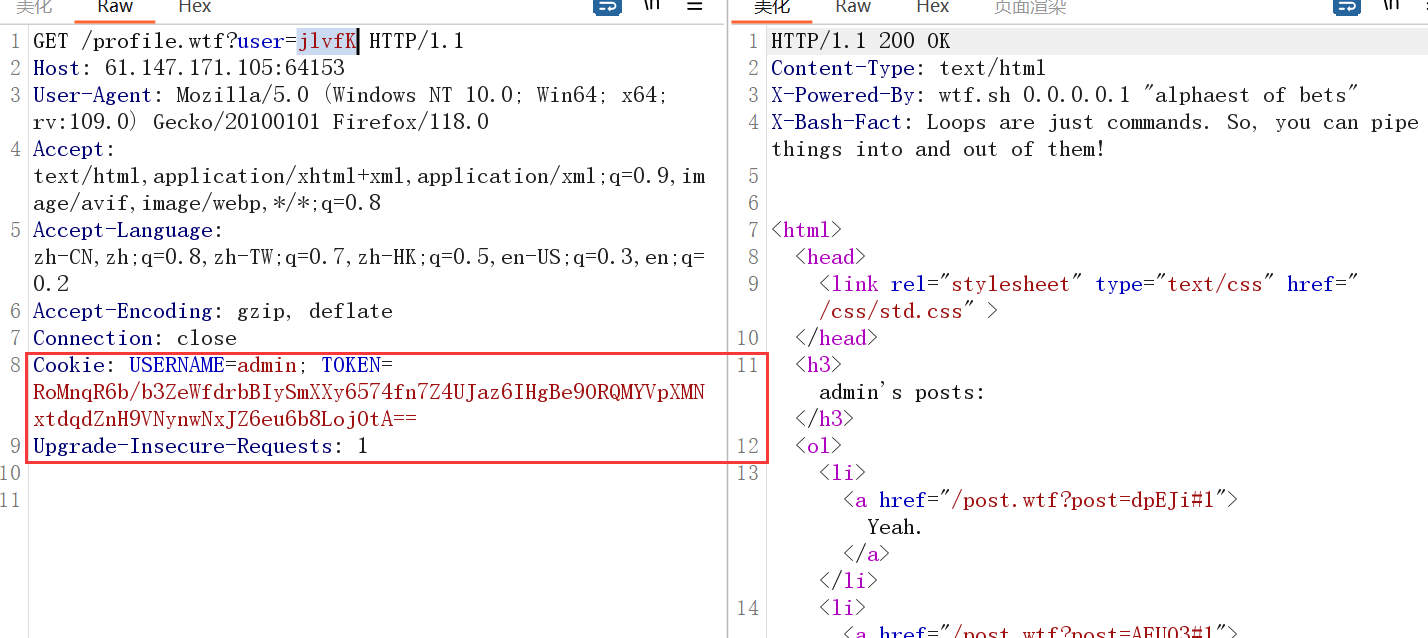 美化 Raw Hex \n
1 GET /profile.wtf?user=jlvfK HTTP/1.1
2 Host: 61.147.171.105:64153
3 User-Agent: Mozilla/5.0 (Windows NT 10.0; Win64; x64;
rv:109.0) Gecko/20100101 Firefox/118.0
4 Accept:
text/html,application/xhtml+xml,application/xml;q=0.9,im
age/avif,image/webp,*/*;q=0.8
5 Accept-Language:
zh-CN,zh;q=0.8,zh-TW;q=0.7,zh-HK;q=0.5,en-US;q=0.3,en;q=
0.2
6 Accept-Encoding: gzip, deflate
7 Connection: close
8 Cookie: USERNAME=admin; TOKEN=
RoMnqR6b/b3ZeWfdrbBIySmXXy6574fn7Z4UJaz6IHgBe9ORQMYVpXMN
xtdqdZnH9VNynwNxJZ6eu6b8Loj0tA==
9 Upgrade-Insecure-Requests: 1
10
11
美化 Raw Hex 页面渲染 \n
1 HTTP/1.1 200 OK
2 Content-Type: text/html
3 X-Powered-By: wtf.sh 0.0.0.0.1 "alphaest of bets"
4 X-Bash-Fact: Loops are just commands. So, you can pipe
things into and out of them!
5
6
7 <html>
8 <head>
9 <link rel="stylesheet" type="text/css" href="
/css/std.css" >
10 </head>
11 <h3>
admin's posts:
</h3>
12 <ol>
13 <li>
<a href="/post.wtf?post=dpEJi#1">
Yeah.
</a>
</li>
14 <li>
<a href="/post.wtf?post=AFUO3#1">